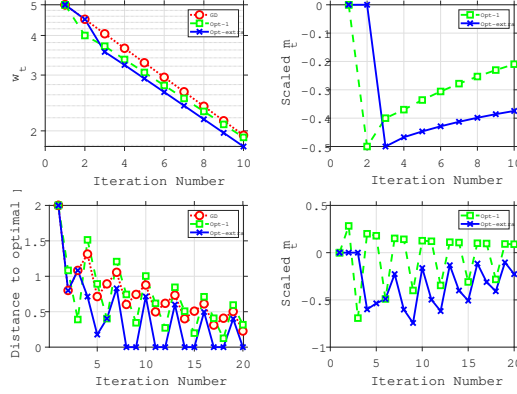 5
4
3
2
0
2
4
6
8
10
w_t
Iteration Number
GD
Opt-1
Opt-extra
0
-0.1
-0.2
-0.3
-0.4
-0.5
0
2
4
6
8
10
Scaled m_t
Iteration Number
Opt-1
Opt-extra
2
1.5
1
0.5
0
5
10
15
20
Distance to optimal
Iteration Number
GD
Opt-1
Opt-extra
0.5
0
-0.5
-1
5
10
15
20
Scaled m_t
Iteration Number
Opt-1
Opt-extra